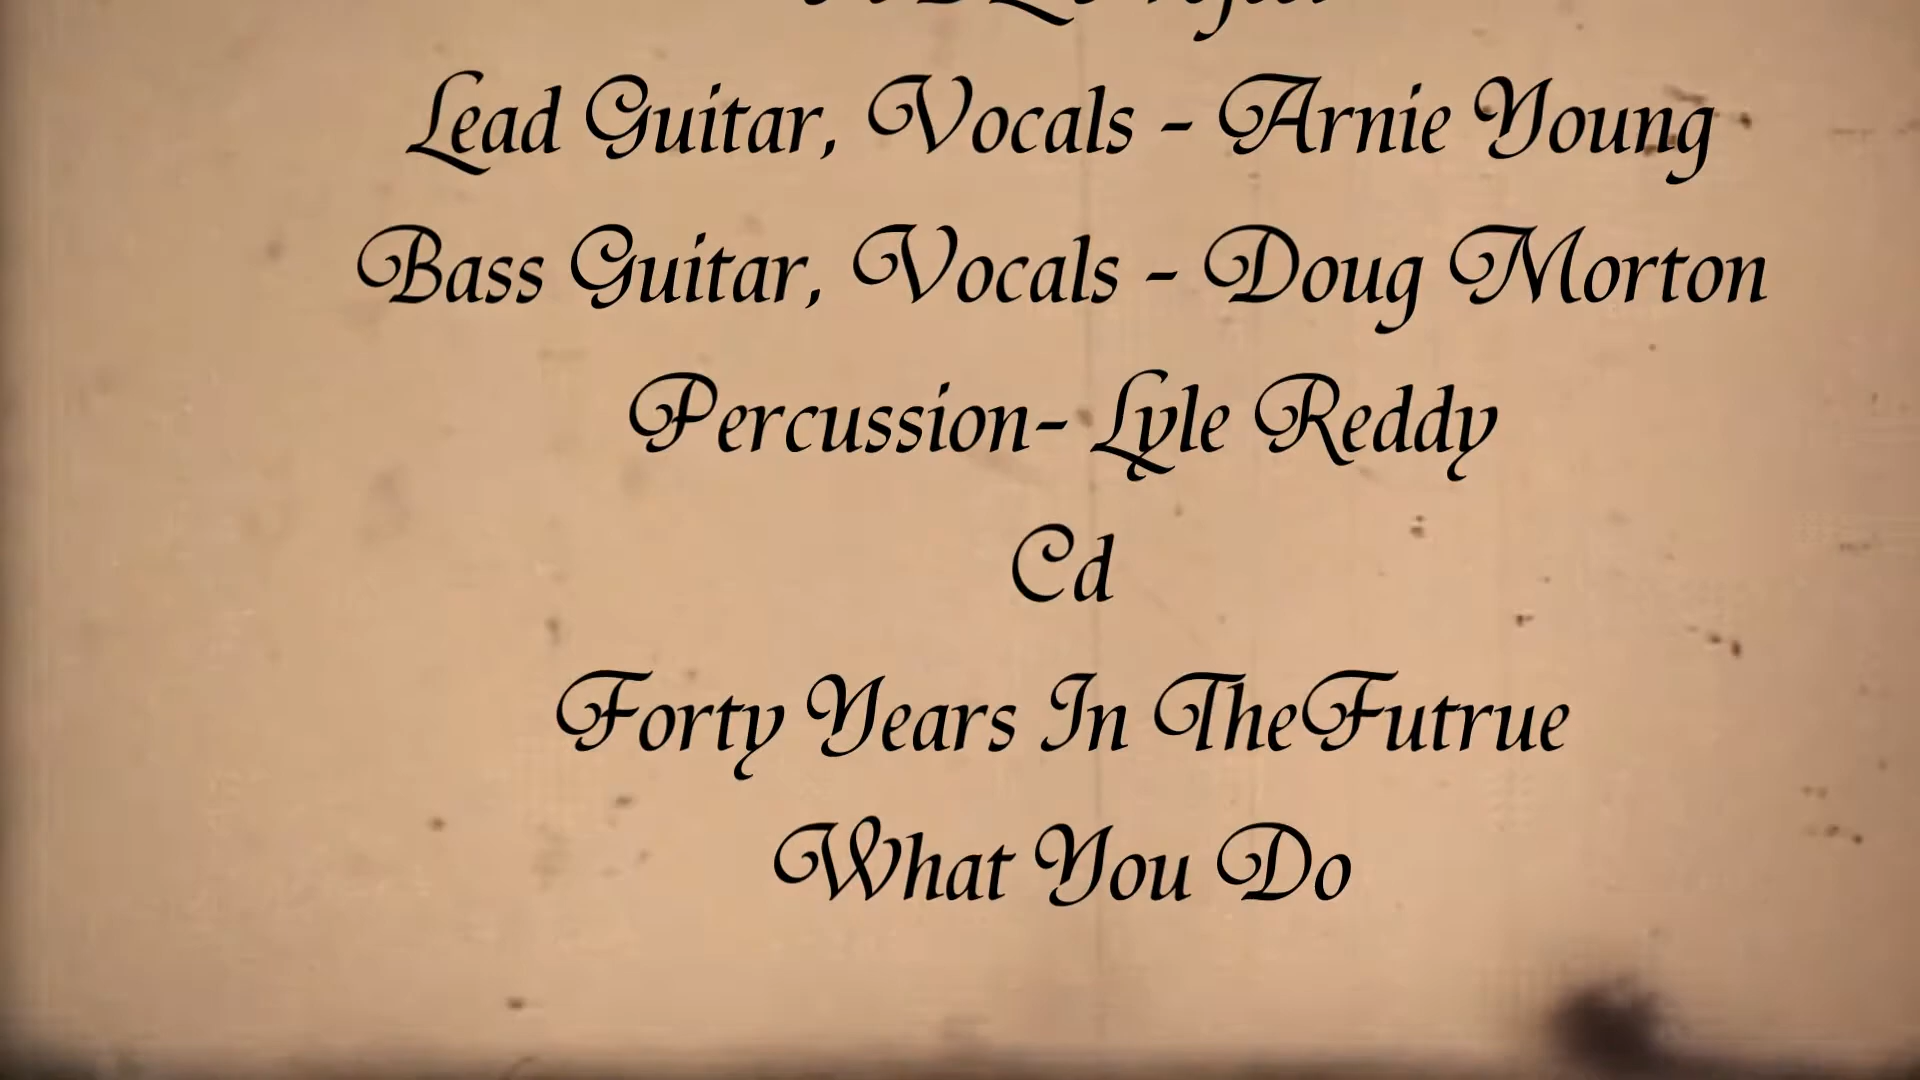 Lead Guitar, Vocals - Arnie Young
Bass Guitar, Vocals - Doug Morton
Percussion- Lyle Reddy
Cd
Forty Years In TheFutrue
What You Do